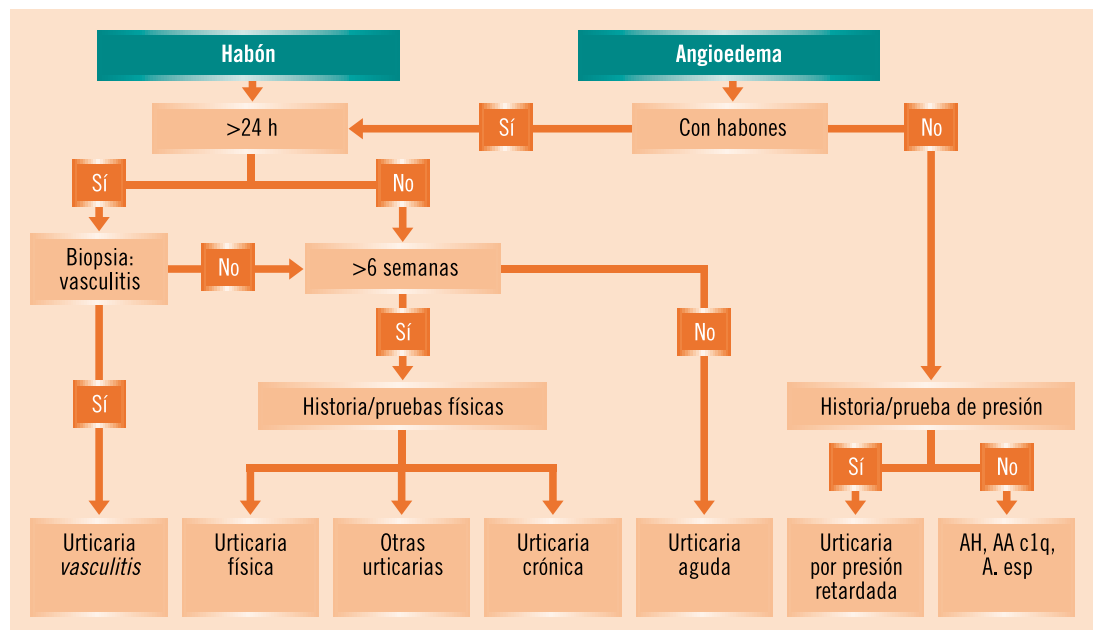 Habón
Angioedema
>24 h
Sí
Con habones
No
Sí
No
Biopsia:
vasculitis
No
>6 semanas
Sí
No
Sí
Historia/pruebas físicas
Historia/prueba de presión
Sí
No
Urticaria
vasculitis
Urticaria
física
Otras
urticarias
Urticaria
crónica
Urticaria
aguda
Urticaria
por presión
retardada
AH, AA c1q,
A. esp